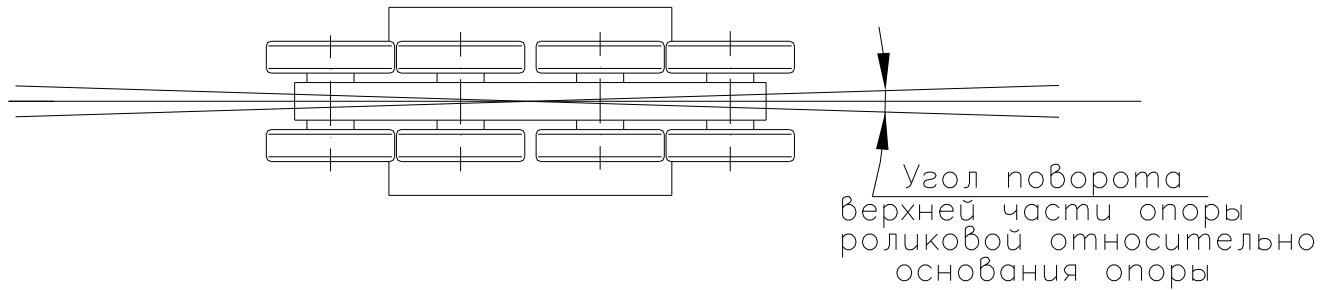 Угол поворота
верхней части опоры
роликовой относительно
основания опоры